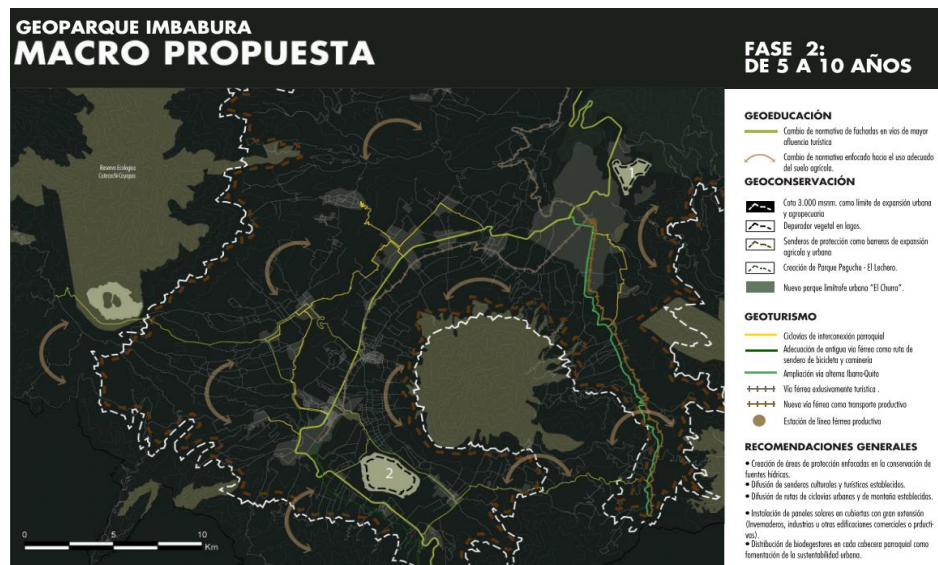 GEOPARQUE IMBABURA
MACRO PROPUESTA
FASE 2:
DE 5 A 10 AÑOS
Reserva Ecológica
Cotacachi-Cayapas
1
2
0 5 10
Km
GEOEDUCACIÓN
Cambio de normativa de fachadas en vías de mayor
afluencia turística
Cambio de normativa enfocado hacia el uso adecuado
del suelo agrícola.
GEOCONSERVACIÓN
Cota 3.000 msnm. como límite de expansión urbana
y agropecuaria
Depurador vegetal en lagos.
Senderos de protección como barreras de expansión
agrícola y urbana
Creación de Parque Peguche - El Lechero.
Nuevo parque limítrofe urbano "El Churo".
GEOTURISMO
Ciclovías de interconexión parroquial
Adecuación de antigua vía férrea como ruta de
sendero de bicicleta y caminería
Ampliación vía alterna Ibarra-Quito
Vía férrea exlusivamente turística .
Nueva vía férrea como transporte productivo
Estación de línea férrea productiva
RECOMENDACIONES GENERALES
• Creación de áreas de protección enfocadas en la conservación de
fuentes hídricas.
• Difusión de senderos culturales y turísticos establecidos.
• Difusión de rutas de ciclovías urbanas y de montaña establecidas.
• Instalación de paneles solares en cubiertas con gran extensión
(Invernaderos, industrias u otras edificaciones comerciales o prducti-
vas).
• Distribución de biodegestores en cada cabecera parroquial como
fomentación de la sustentabilidad urbana.